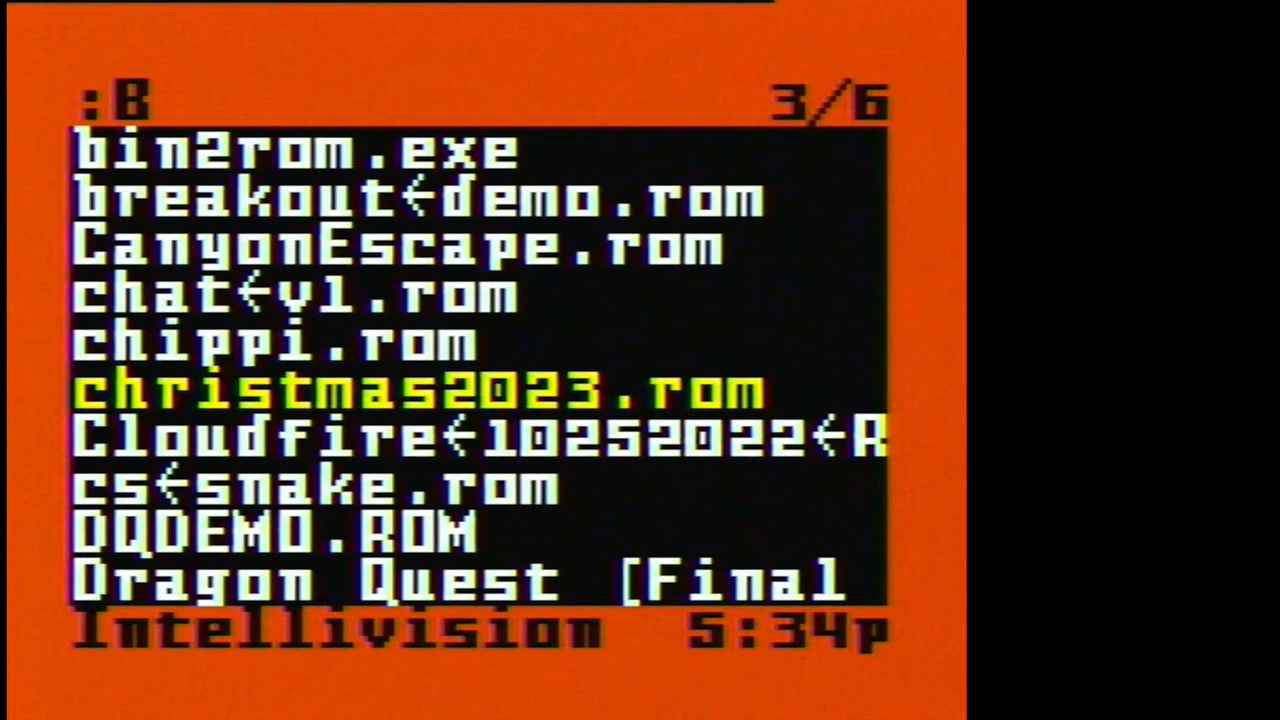 :B 3/6
bin2rom.exe
breakout←demo.rom
CanyonEscape.rom
chat←v1.rom
chippi.rom
christmas2023.rom
Cloudfire←10252022←R
cs←snake.rom
DQDEMO.ROM
Dragon Quest [Final
Intellivision 5:34p